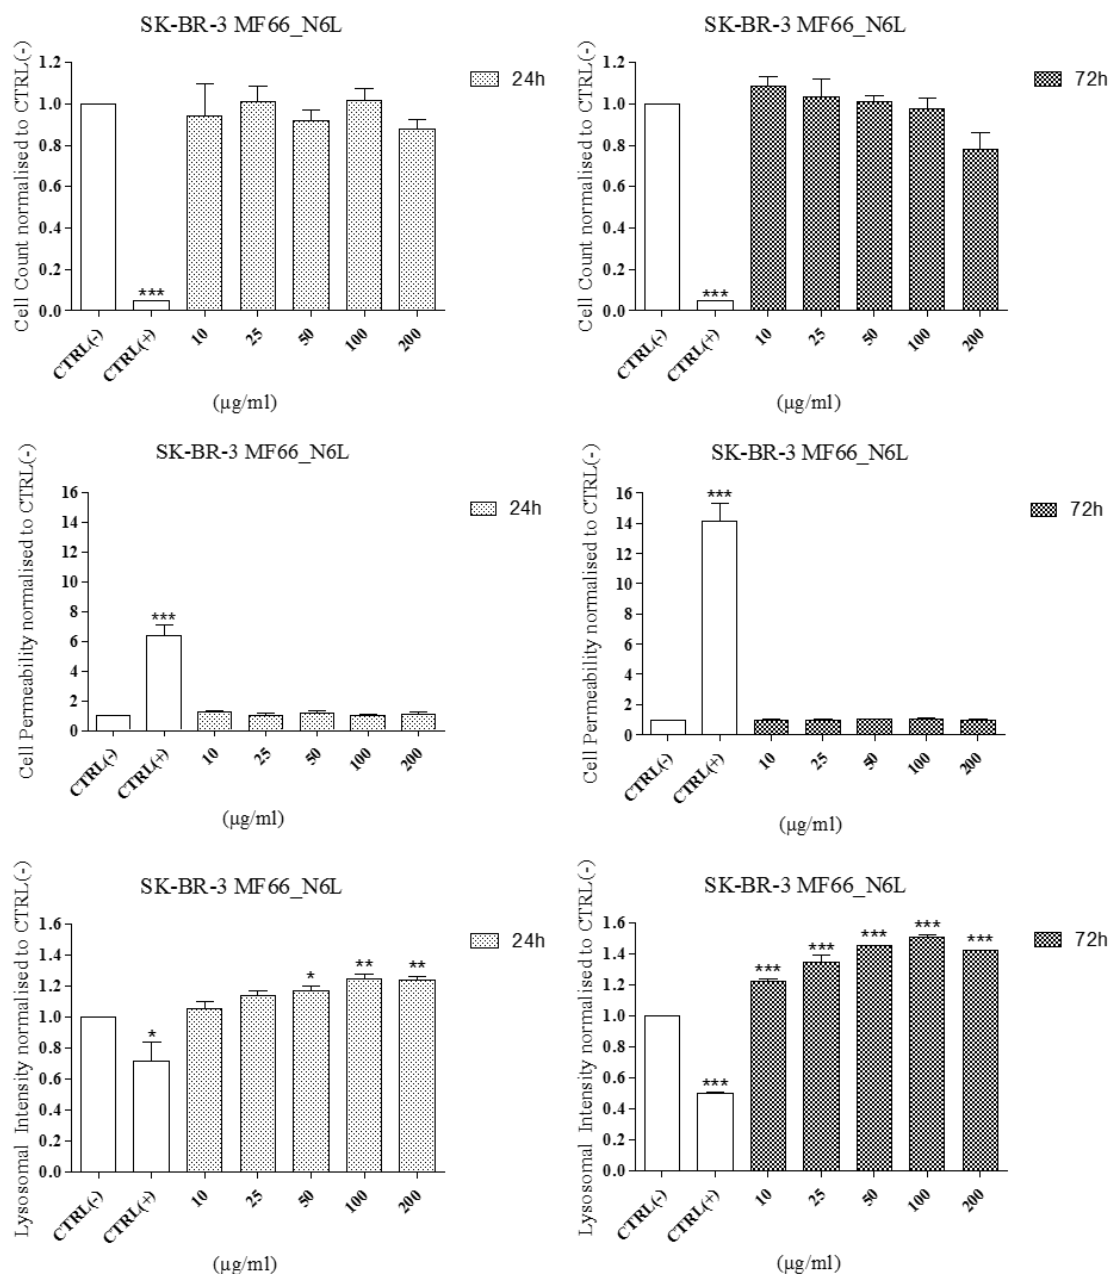 SK-BR-3 MF66_N6L
Cell Count normalised to CTRL(-)
1.2
1.0
0.8
0.6
0.4
0.2
0.0
***
CTRL(-)
CTRL(+)
10
25
50
100
200
(µg/ml)
24h
SK-BR-3 MF66_N6L
Cell Count normalised to CTRL(-)
1.2
1.0
0.8
0.6
0.4
0.2
0.0
***
CTRL(-)
CTRL(+)
10
25
50
100
200
(µg/ml)
72h
SK-BR-3 MF66_N6L
Cell Permeability normalised to CTRL(-)
16
14
12
10
8
6
4
2
0
***
CTRL(-)
CTRL(+)
10
25
50
100
200
(µg/ml)
24h
SK-BR-3 MF66_N6L
Cell Permeability normalised to CTRL(-)
16
14
12
10
8
6
4
2
0
***
CTRL(-)
CTRL(+)
10
25
50
100
200
(µg/ml)
72h
SK-BR-3 MF66_N6L
Lysosomal Intensity normalised to CTRL(-)
1.6
1.4
1.2
1.0
0.8
0.6
0.4
0.2
0.0
*
*
**
**
CTRL(-)
CTRL(+)
10
25
50
100
200
(µg/ml)
24h
SK-BR-3 MF66_N6L
Lysosomal Intensity normalised to CTRL(-)
1.6
1.4
1.2
1.0
0.8
0.6
0.4
0.2
0.0
***
***
***
***
***
***
CTRL(-)
CTRL(+)
10
25
50
100
200
(µg/ml)
72h